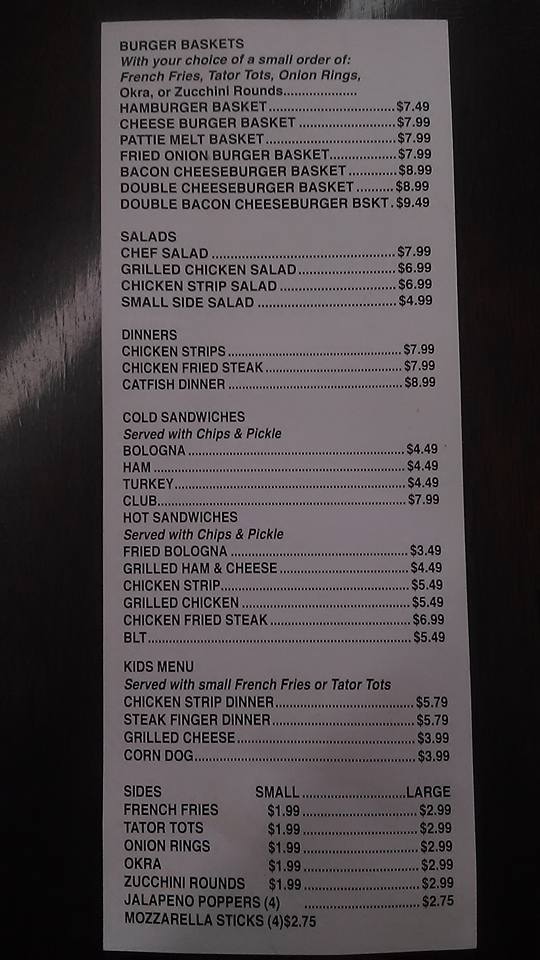 BURGER BASKETS
With your choice of a small order of:
French Fries, Tator Tots, Onion Rings,
Okra, or Zucchini Rounds...................
HAMBURGER BASKET................................$7.49
CHEESE BURGER BASKET ........................$7.99
PATTIE MELT BASKET.................................$7.99
FRIED ONION BURGER BASKET.................$7.99
BACON CHEESEBURGER BASKET ............$8.99
DOUBLE CHEESEBURGER BASKET ..........$8.99
DOUBLE BACON CHEESEBURGER BSKT.$9.49
SALADS
CHEF SALAD ..............................................$7.99
GRILLED CHICKEN SALAD.........................$6.99
CHICKEN STRIP SALAD ..............................$6.99
SMALL SIDE SALAD ...................................$4.99
DINNERS
CHICKEN STRIPS............................................$7.99
CHICKEN FRIED STEAK...................................$7.99
CATFISH DINNER ............................................$8.99
COLD SANDWICHES
Served with Chips & Pickle
BOLOGNA .......................................................$4.49
HAM ................................................................$4.49
TURKEY...........................................................$4.49
CLUB...............................................................$7.99
HOT SANDWICHES
Served with Chips & Pickle
FRIED BOLOGNA .............................................$3.49
GRILLED HAM & CHEESE.................................$4.49
CHICKEN STRIP................................................$5.49
GRILLED CHICKEN ...........................................$5.49
CHICKEN FRIED STEAK....................................$6.99
BLT...................................................................$5.49
KIDS MENU
Served with small French Fries or Tator Tots
CHICKEN STRIP DINNER...................................$5.79
STEAK FINGER DINNER....................................$5.79
GRILLED CHEESE.............................................$3.99
CORN DOG........................................................$3.99
SIDES SMALL ..........................LARGE
FRENCH FRIES $1.99.............................$2.99
TATOR TOTS $1.99.............................$2.99
ONION RINGS $1.99.............................$2.99
OKRA $1.99.............................$2.99
ZUCCHINI ROUNDS $1.99.............................$2.99
JALAPENO POPPERS (4) .............................$2.75
MOZZARELLA STICKS (4)$2.75